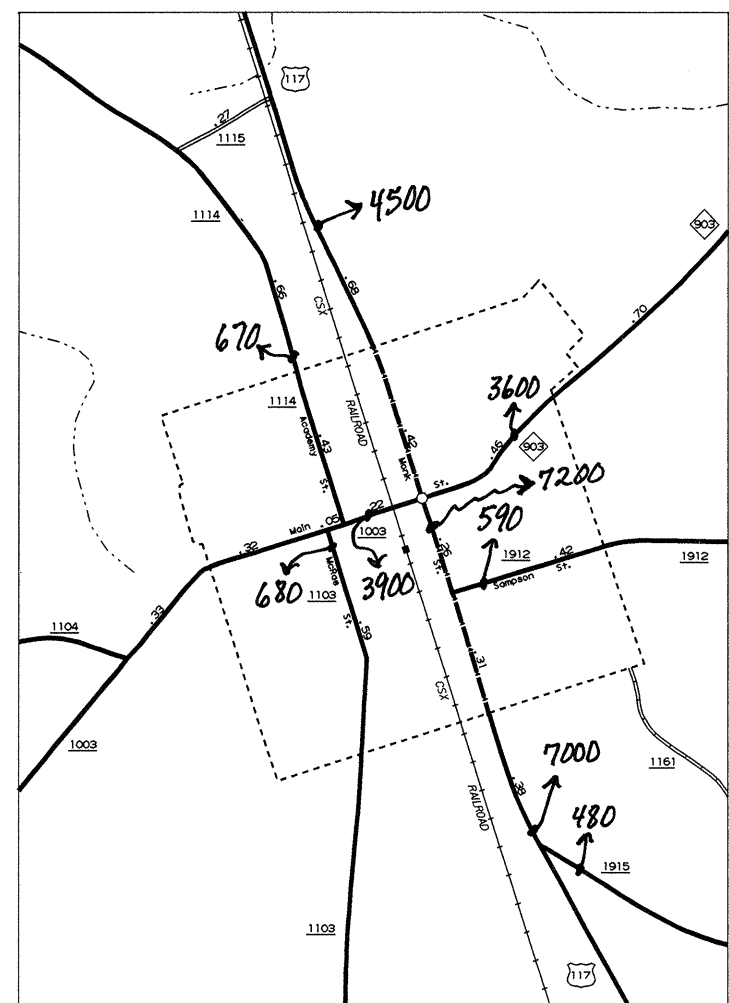 117
.27
1115
4500
1114
903
.66
.68
CSX
.70
670
1114
3600
Academy
St.
.43
RAILROAD
.42
Monk
St.
.46
903
7200
.22
.05
Main
St.
1003
590
.32
.26
1912
.42
1912
Sampson
St.
McRae
St.
680
1103
3900
.33
.59
1104
.31
CSX
1003
7000
1161
.38
RAILROAD
480
1915
1103
117